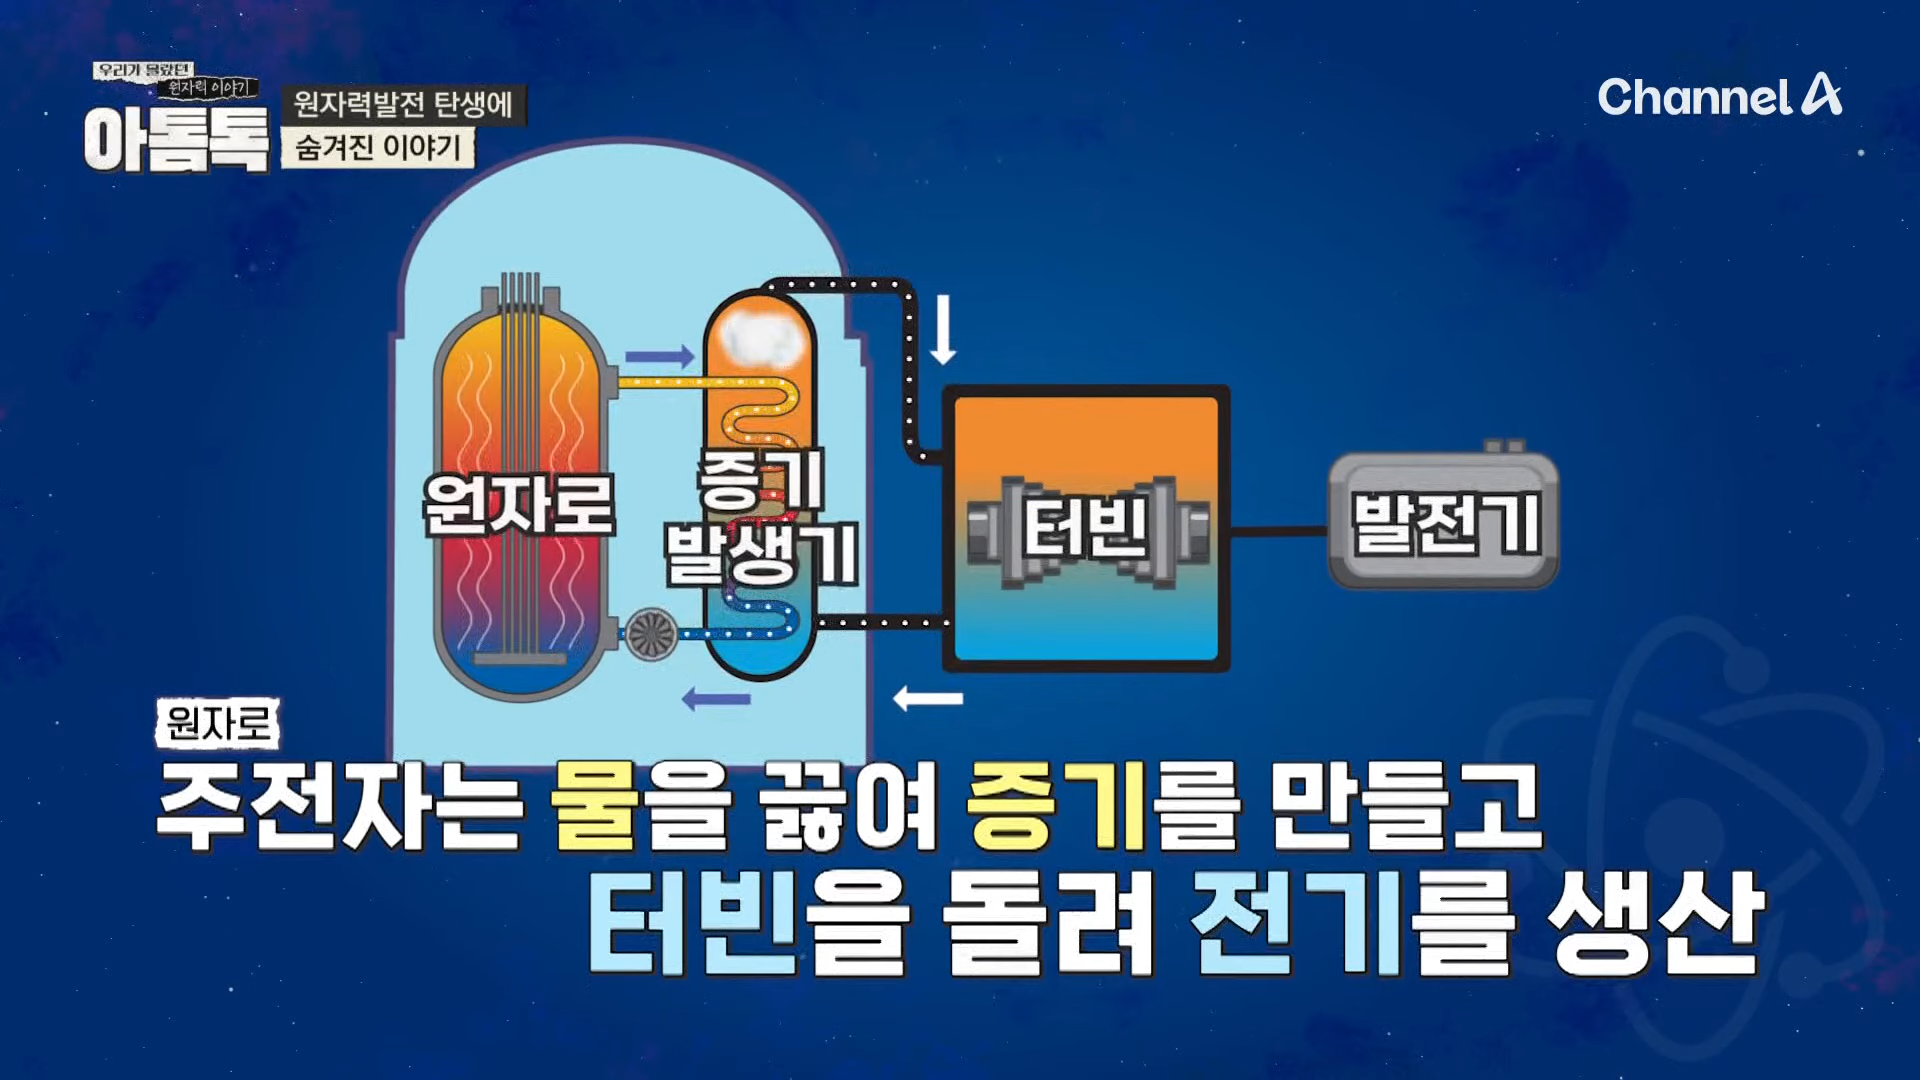 우리가 몰랐던
원자력 이야기
아톰톡
원자력발전 탄생에
숨겨진 이야기
Channel A
원자로
증기
발생기
터빈
발전기
원자로
주전자는 물을 끓여 증기를 만들고
터빈을 돌려 전기를 생산